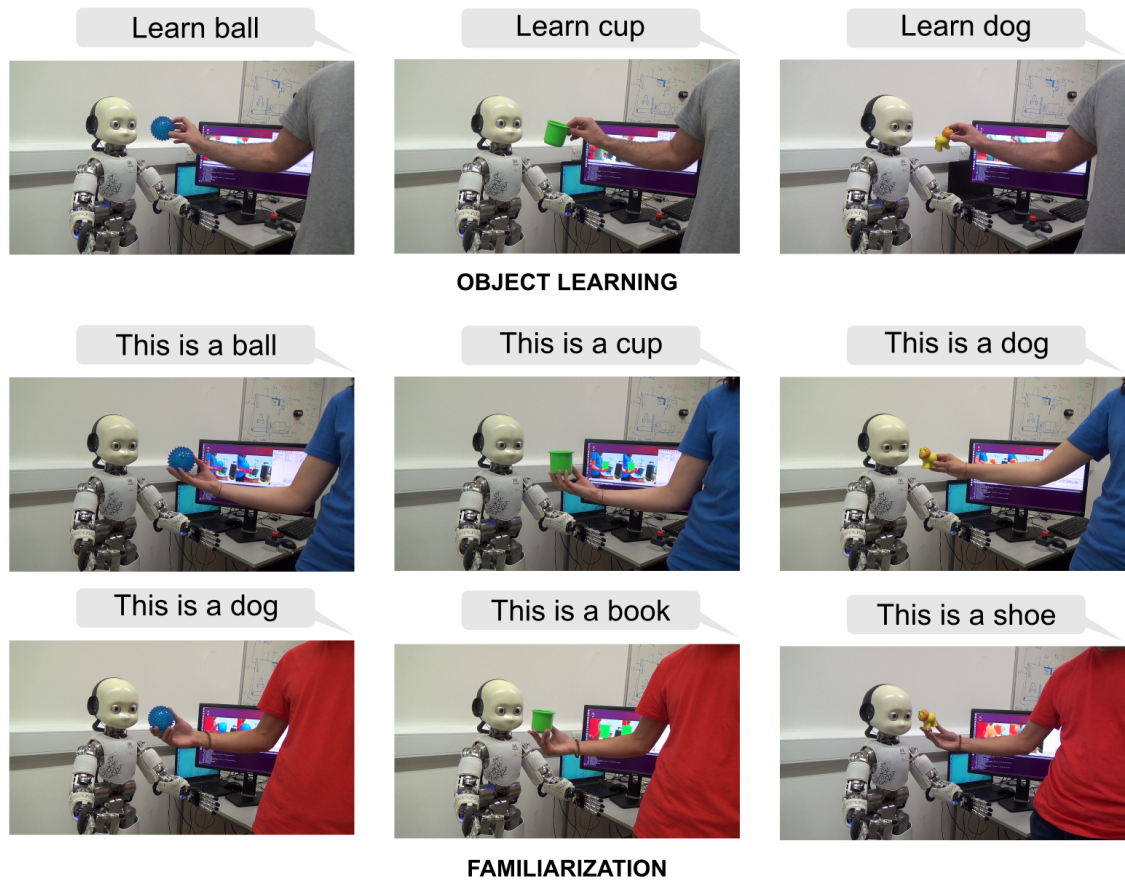 Learn ball
Learn cup
Learn dog
OBJECT LEARNING
This is a ball
This is a cup
This is a dog
This is a dog
This is a book
This is a shoe
FAMILIARIZATION